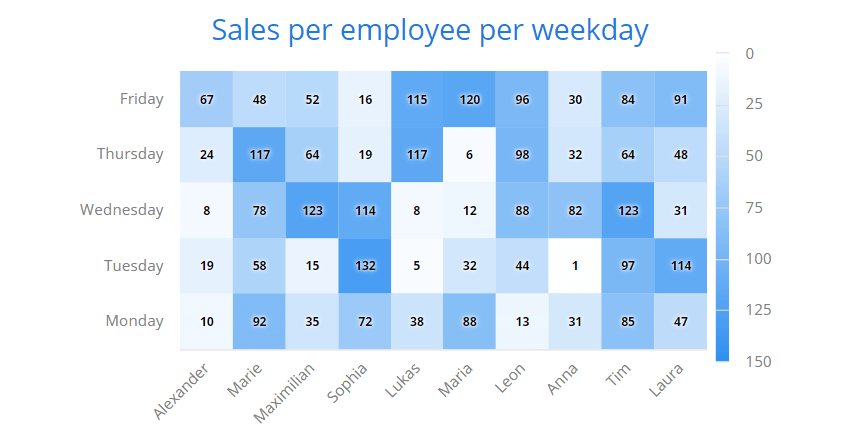 Sales per employee per weekday
Friday 67 48 52 16 115 120 96 30 84 91
Thursday 24 117 64 19 117 6 98 32 64 48
Wednesday 8 78 123 114 8 12 88 82 123 31
Tuesday 19 58 15 132 5 32 44 1 97 114
Monday 10 92 35 72 38 88 13 31 85 47
Alexander Marie Maximilian Sophia Lukas Maria Leon Anna Tim Laura
0
25
50
75
100
125
150